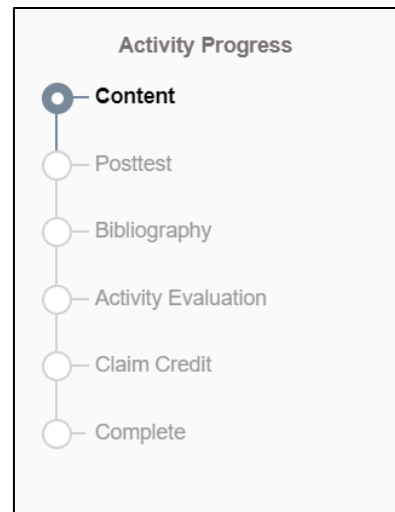 Activity Progress
Content
Posttest
Bibliography
Activity Evaluation
Claim Credit
Complete